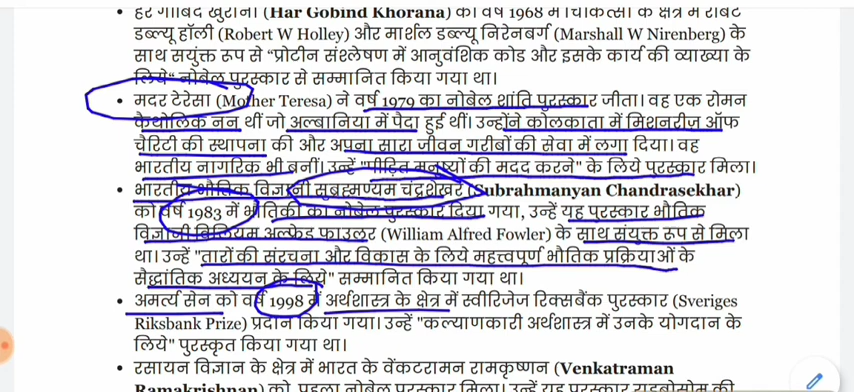 हर गोबिंद खुराना (Har Gobind Khorana) को वर्ष 1968 में चिकित्सा के क्षेत्र में रॉबर्ट
डब्ल्यू हॉली (Robert W Holley) और मार्शल डब्ल्यू निरेनबर्ग (Marshall W Nirenberg) के
साथ सयुंक्त रूप से “प्रोटीन संश्लेषण में आनुवंशिक कोड और इसके कार्य की व्याख्या के
लिये“ नोबेल पुरस्कार से सम्मानित किया गया था।
• मदर टेरेसा (Mother Teresa) ने वर्ष 1979 का नोबेल शांति पुरस्कार जीता। वह एक रोमन
कैथोलिक नन थीं जो अल्बानिया में पैदा हुई थीं। उन्होंने कोलकाता में मिशनरीज़ ऑफ
चैरिटी की स्थापना की और अपना सारा जीवन गरीबों की सेवा में लगा दिया। वह
भारतीय नागरिक भी बनीं। उन्हें "पीड़ित मनुष्यों की मदद करने" के लिये पुरस्कार मिला।
• भारतीय भौतिक विज्ञानी सुब्रह्मण्यम चंद्रशेखर (Subrahmanyan Chandrasekhar)
को वर्ष 1983 में भौतिकी का नोबेल पुरस्कार दिया गया, उन्हें यह पुरस्कार भौतिक
विज्ञानी विलियम अल्फ्रेड फाउलर (William Alfred Fowler) के साथ संयुक्त रूप से मिला
था। उन्हें "तारों की संरचना और विकास के लिये महत्त्वपूर्ण भौतिक प्रक्रियाओं के
सैद्धांतिक अध्ययन के लिये" सम्मानित किया गया था।
• अमर्त्य सेन को वर्ष 1998 में अर्थशास्त्र के क्षेत्र में स्वीरिजेज रिक्सबैंक पुरस्कार (Sveriges
Riksbank Prize) प्रदान किया गया। उन्हें "कल्याणकारी अर्थशास्त्र में उनके योगदान के
लिये" पुरस्कृत किया गया था।
• रसायन विज्ञान के क्षेत्र में भारत के वेंकटरामन रामकृष्णन (Venkatraman
Ramakrishnan) को पहला नोबेल पुरस्कार मिला। उन्हें यह पुरस्कार राइबोसोम की